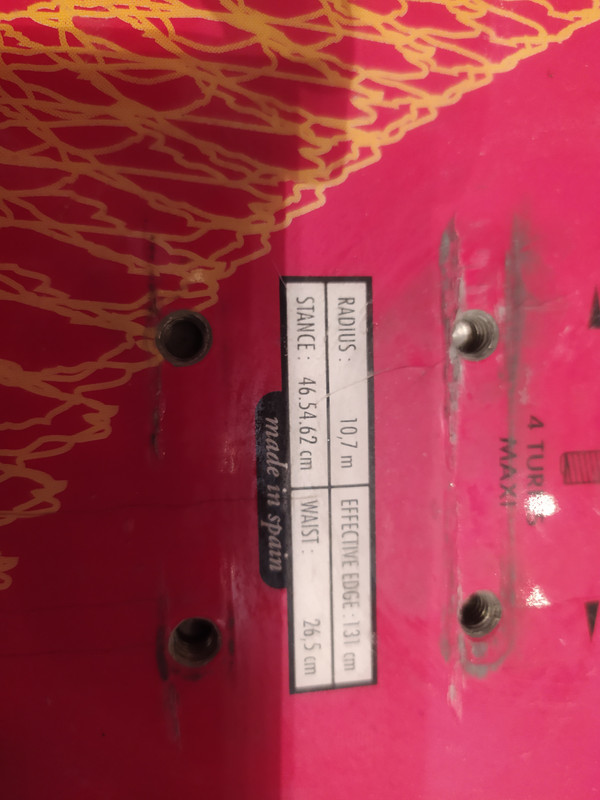 RADIUS : 10,7 m EFFECTIVE EDGE : 131 cm
STANCE : 46.54.62 cm WAIST : 26,5 cm
made in spain
4 TURNS
MAXI